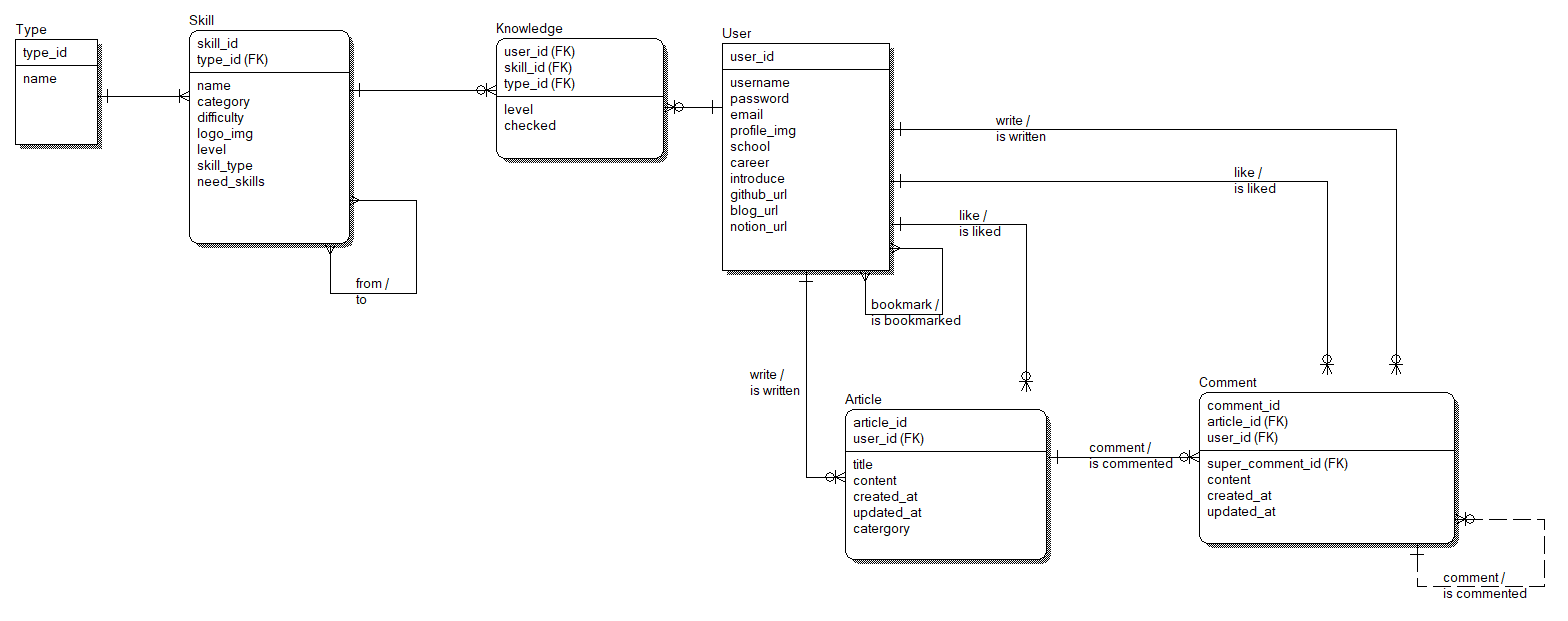 Type
type_id
name
Skill
skill_id
type_id (FK)
name
category
difficulty
logo_img
level
skill_type
need_skills
from /
to
Knowledge
user_id (FK)
skill_id (FK)
type_id (FK)
level
checked
User
user_id
username
password
email
profile_img
school
career
introduce
github_url
blog_url
notion_url
write /
is written
like /
is liked
like /
is liked
bookmark /
is bookmarked
write /
is written
Article
article_id
user_id (FK)
title
content
created_at
updated_at
catergory
comment /
is commented
Comment
comment_id
article_id (FK)
user_id (FK)
super_comment_id (FK)
content
created_at
updated_at
comment /
is commented